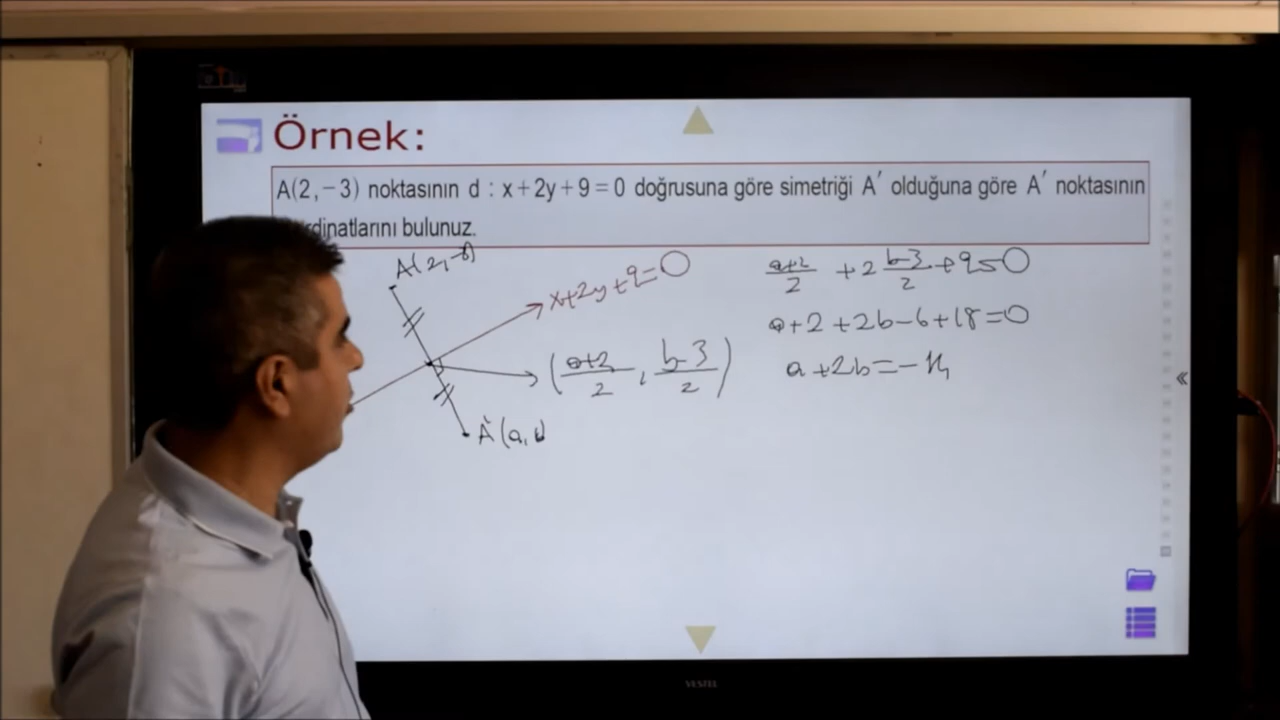 Örnek:
A(2,−3) noktasının d : x+2y+9=0 doğrusuna göre simetriği A′ olduğuna göre A′ noktasının
rdinatlarını bulunuz.
A(2,-3)
x+2y+9=0
(a+2/2, b-3/2)
A'(a,b
a+2/2 +2 b-3/2 +9=0
a+2+2b-6+18=0
a+2b=-14
«
VESTEL